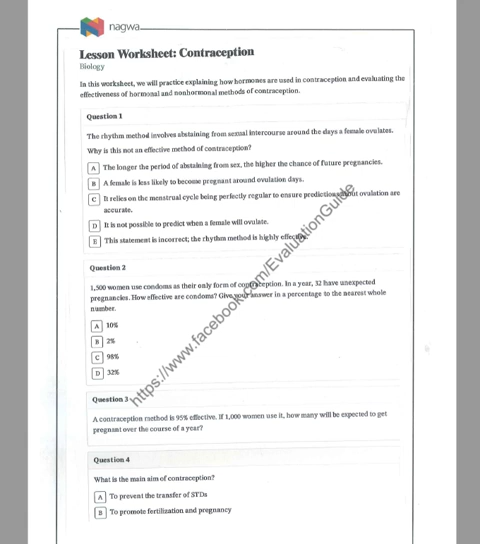 nagwa
Lesson Worksheet: Contraception
Biology
In this worksheet, we will practice explaining how hormones are used in contraception and evaluating the
effectiveness of hormonal and nonhormonal methods of contraception.
Question 1
The rhythm method involves abstaining from sexual intercourse around the days a female ovulates.
Why is this not an effective method of contraception?
A The longer the period of abstaining from sex, the higher the chance of future pregnancies.
B A female is less likely to become pregnant around ovulation days.
C It relies on the menstrual cycle being perfectly regular to ensure predictions about ovulation are
accurate.
D It is not possible to predict when a female will ovulate.
E This statement is incorrect; the rhythm method is highly effective.
Question 2
1,500 women use condoms as their only form of contraception. In a year, 32 have unexpected
pregnancies. How effective are condoms? Give your answer in a percentage to the nearest whole
number.
A 10%
B 2%
C 98%
D 32%
Question 3
A contraception method is 95% effective. If 1,000 women use it, how many will be expected to get
pregnant over the course of a year?
Question 4
What is the main aim of contraception?
A To prevent the transfer of STDs
B To promote fertilization and pregnancy
https://www.facebook.com/EvaluationGuide